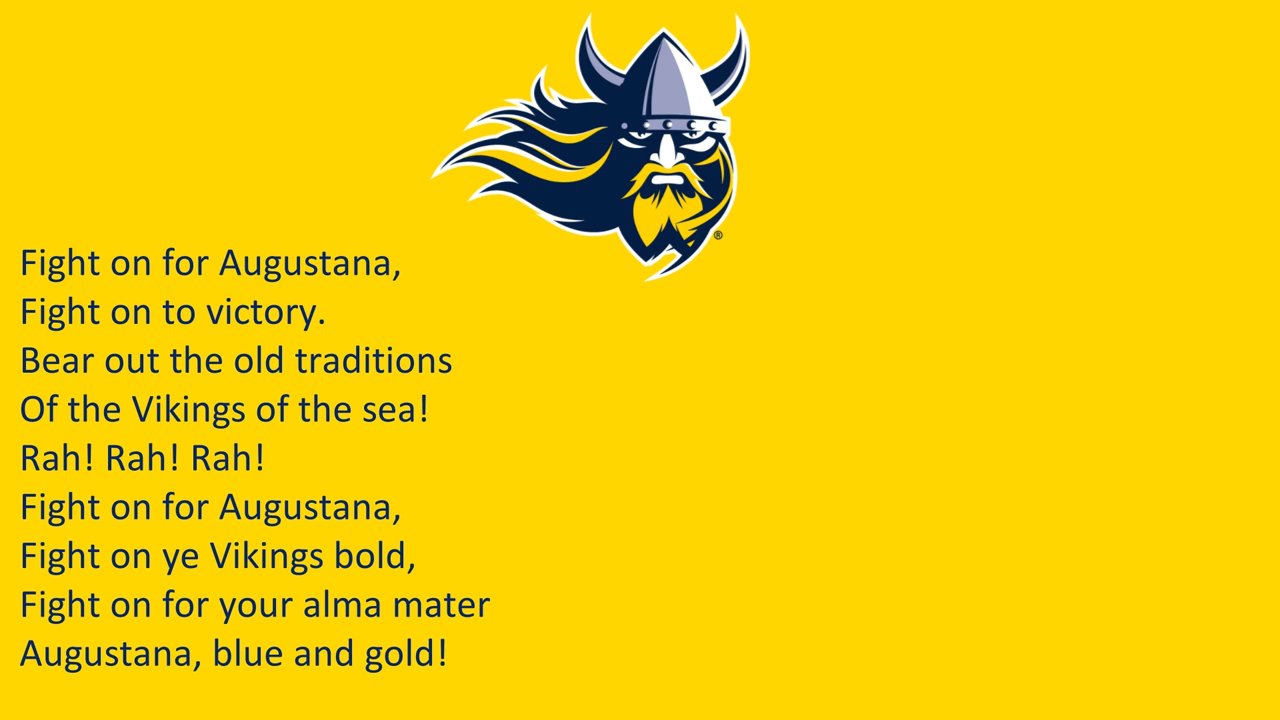 ®
Fight on for Augustana,
Fight on to victory.
Bear out the old traditions
Of the Vikings of the sea!
Rah! Rah! Rah!
Fight on for Augustana,
Fight on ye Vikings bold,
Fight on for your alma mater
Augustana, blue and gold!